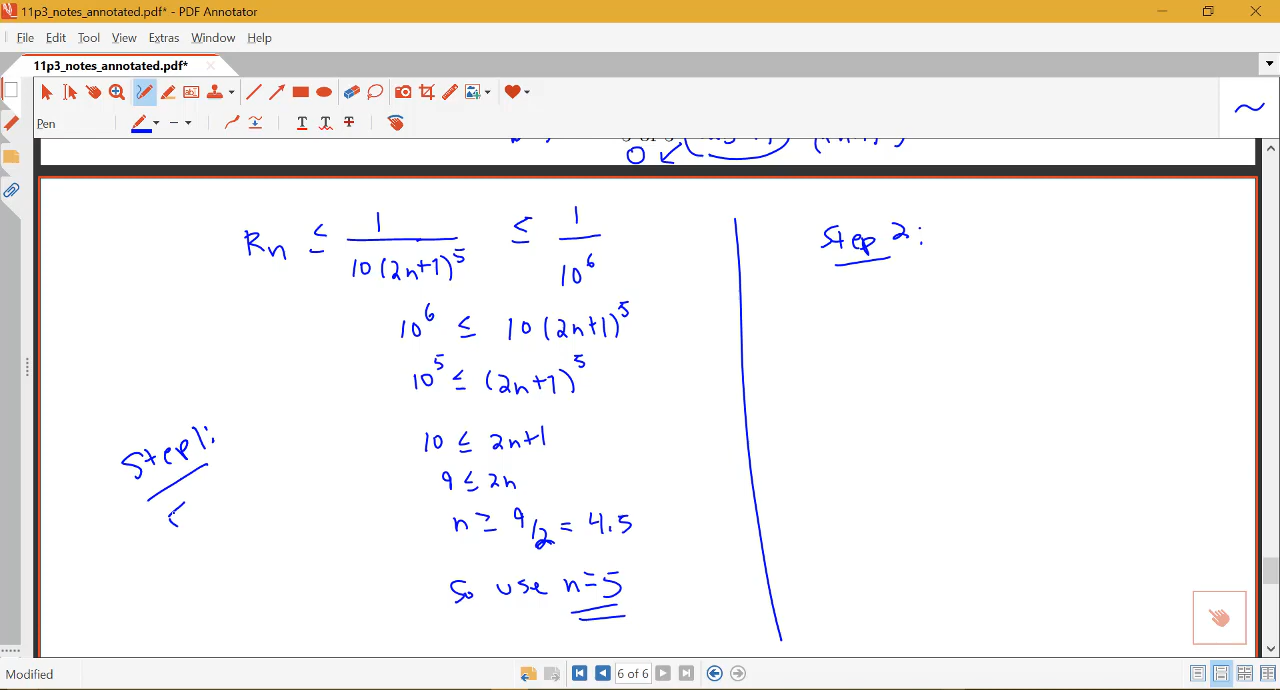 11p3_notes_annotated.pdf* - PDF Annotator
File Edit Tool View Extras Window Help
11p3_notes_annotated.pdf*
Pen
Rn ≤ 1/(10(2n+1)^5) ≤ 1/10^6
10^6 ≤ 10(2n+1)^5
10^5 ≤ (2n+1)^5
10 ≤ 2n+1
9 ≤ 2n
n ≥ 9/2 = 4.5
So use n=5
Step 1:
Step 2:
Modified
6 of 6